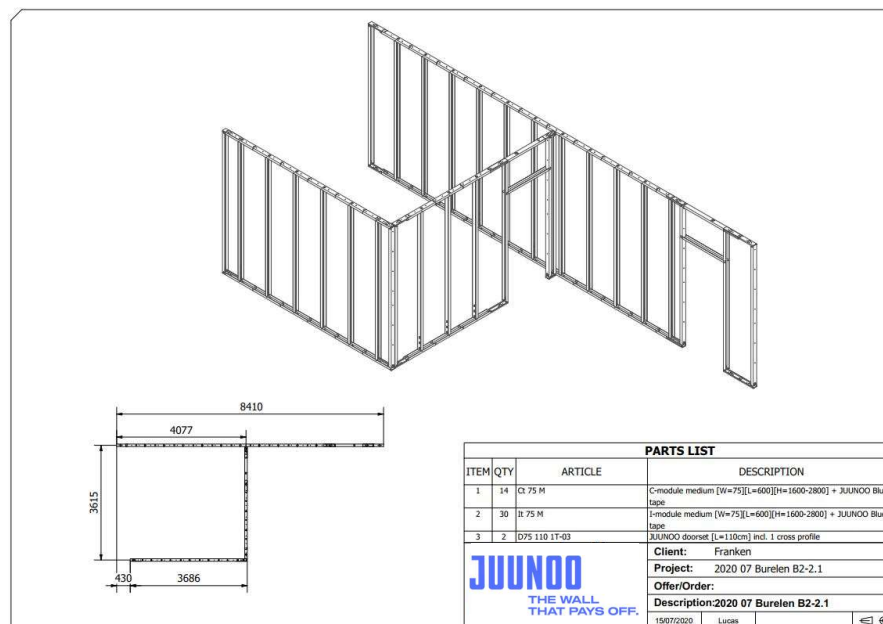 8410
4077
3615
430
3686
PARTS LIST
ITEM QTY ARTICLE DESCRIPTION
1 14 Ct 75 M C-module medium [W=75][L=600][H=1600-2800] + JUUNOO Blu
tape
2 30 It 75 M I-module medium [W=75][L=600][H=1600-2800] + JUUNOO Blu
tape
3 2 D75 110 1T-03 JUUNOO doorset [L=110cm] incl. 1 cross profile
JUUNOO
THE WALL
THAT PAYS OFF.
Client: Franken
Project: 2020 07 Burelen B2-2.1
Offer/Order:
Description:2020 07 Burelen B2-2.1
15/07/2020 Lucas